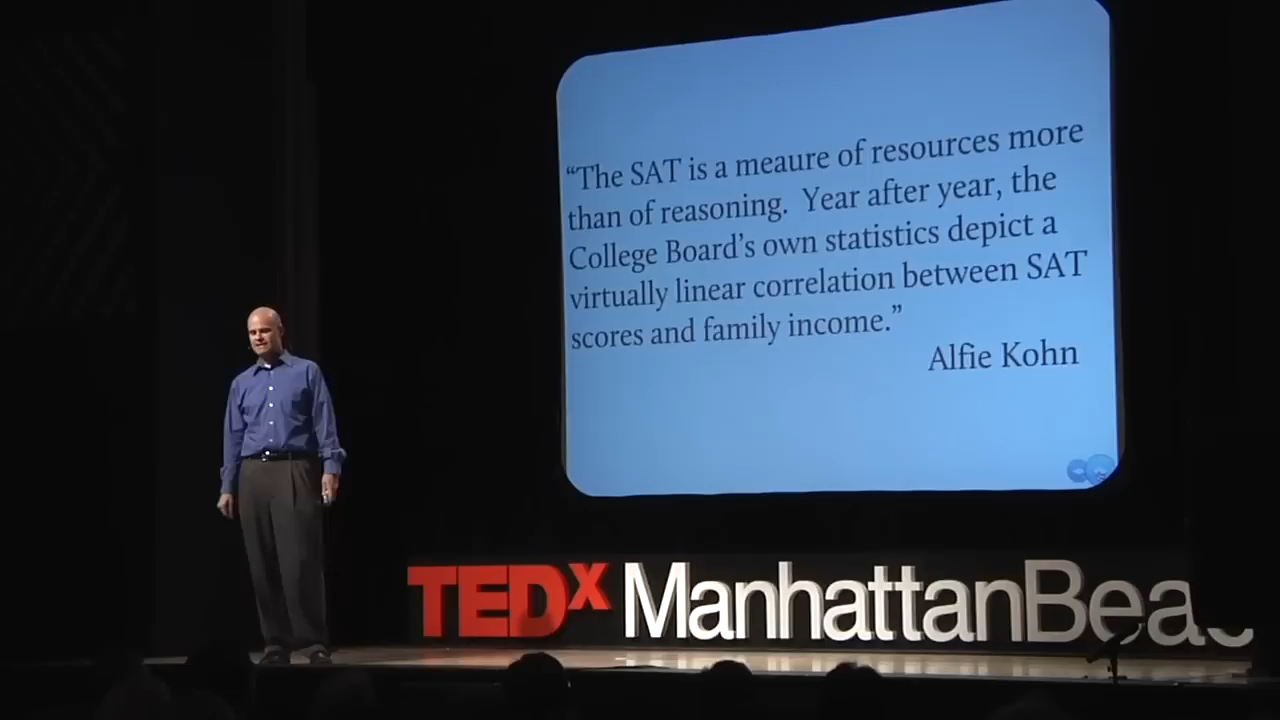 “The SAT is a meaure of resources more
than of reasoning. Year after year, the
College Board’s own statistics depict a
virtually linear correlation between SAT
scores and family income.”
Alfie Kohn
TEDx ManhattanBeac